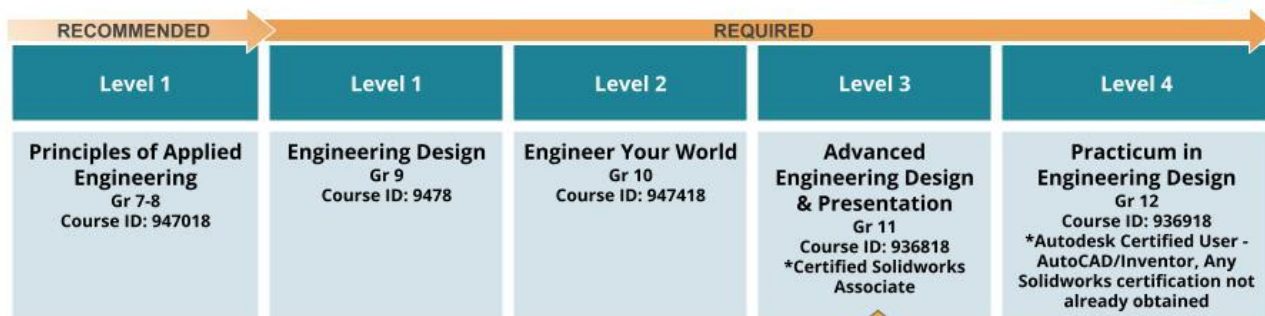 RECOMMENDED
REQUIRED
Level 1
Level 1
Level 2
Level 3
Level 4
Principles of Applied
Engineering
Gr 7-8
Course ID: 947018
Engineering Design
Gr 9
Course ID: 9478
Engineer Your World
Gr 10
Course ID: 947418
Advanced
Engineering Design
& Presentation
Gr 11
Course ID: 936818
*Certified Solidworks
Associate
Practicum in
Engineering Design
Gr 12
Course ID: 936918
*Autodesk Certified User -
AutoCAD/Inventor, Any
Solidworks certification not
already obtained